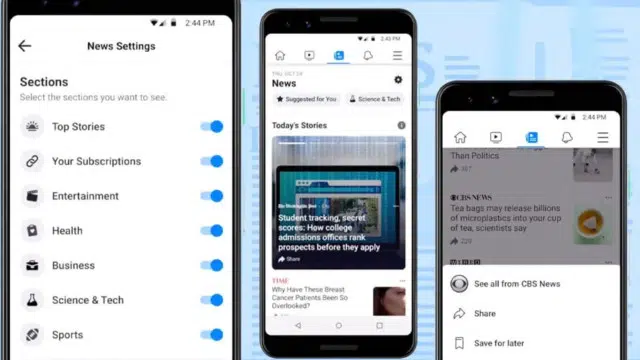 2:44 PM
News Settings
Sections
Select the sections you want to see.
Top Stories
Your Subscriptions
Entertainment
Health
Business
Science & Tech
Sports
2:43 PM
News
Suggested for You
Science & Tech
Today's Stories
The Washington Post
Student tracking, secret
scores: How college
admissions offices rank
prospects before they apply
Share
TIME
Why Have These Breast
Cancer Patients Been So
Overlooked?
2:44 PM
Than Politics
CBS NEWS
Tea bags may release billions
of microplastics into your cup
of tea, scientists say
229
WIRED
See all from CBS News
Share
Save for later